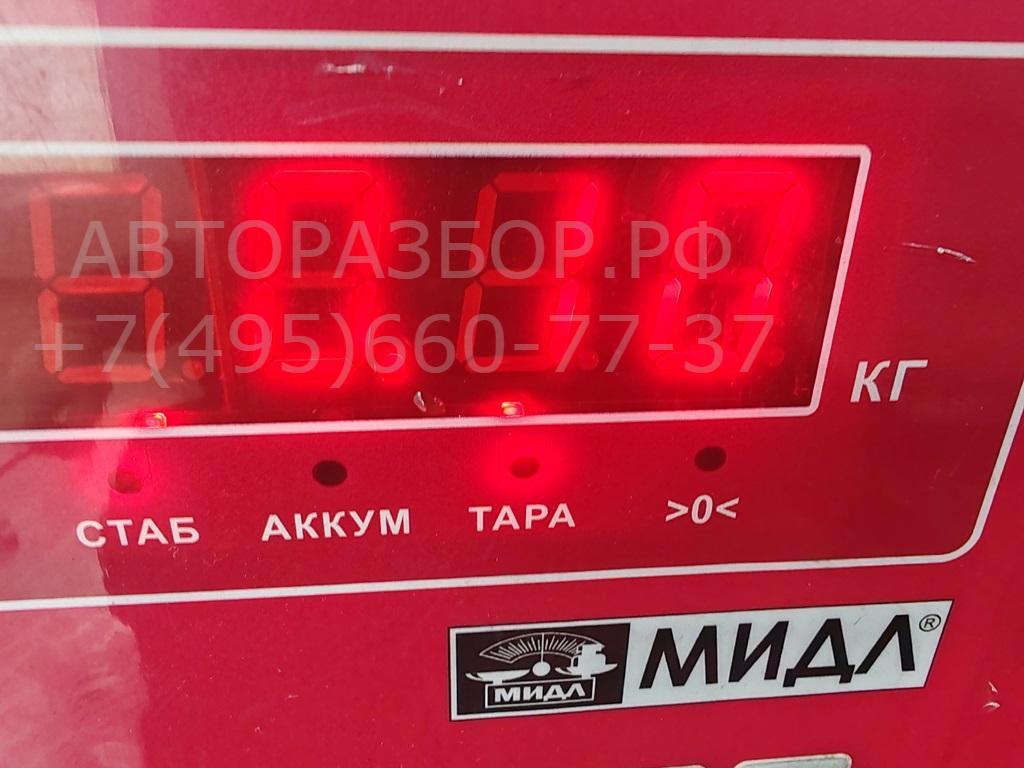 АВТОРАЗБОР.РФ
+7(495)660-77-37
КГ
СТАБ АККУМ ТАРА >0<
МИДЛ МИДЛ®